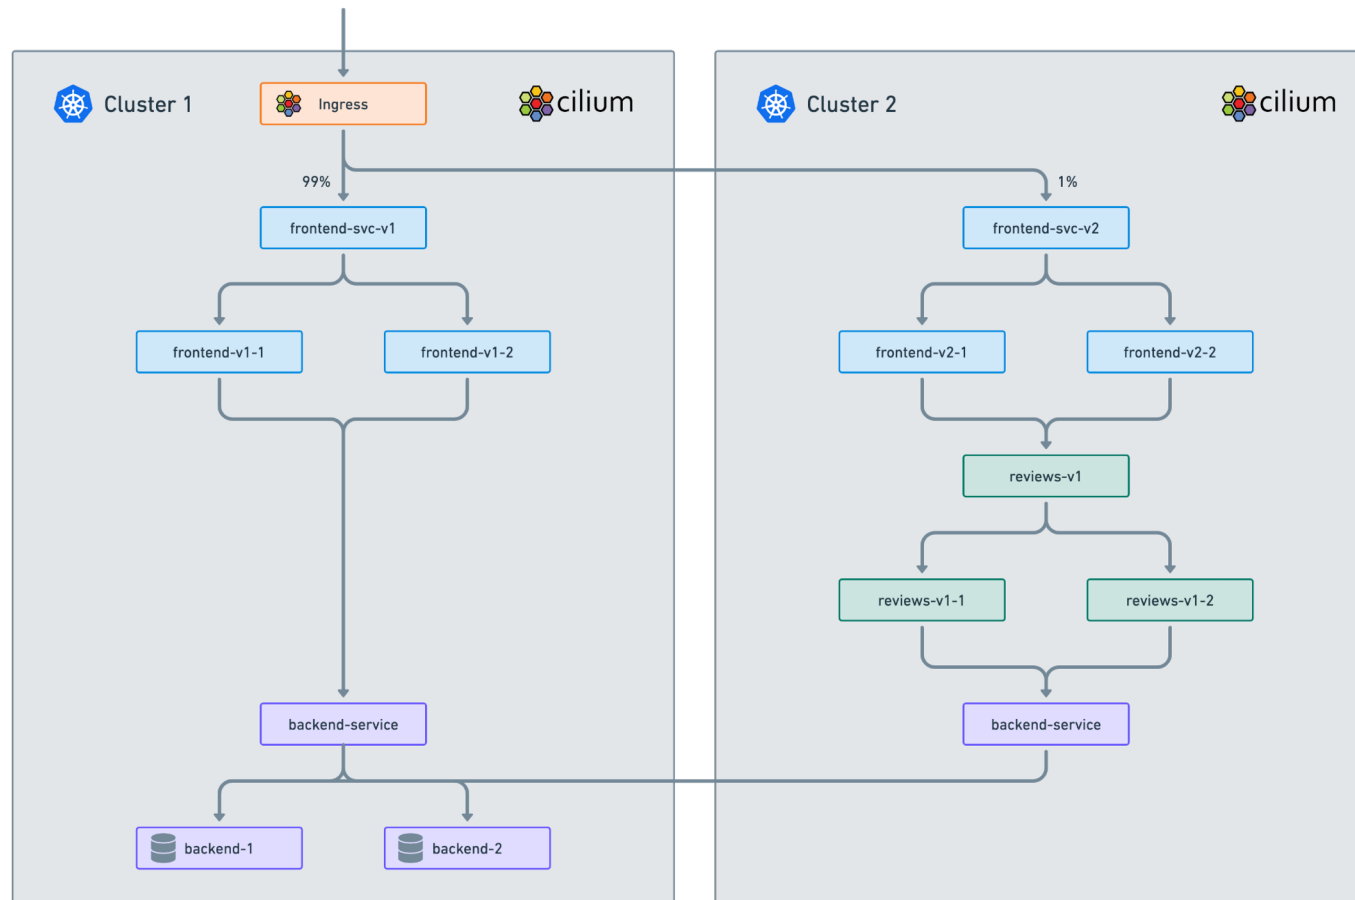 Cluster 1
Ingress
cilium
Cluster 2
cilium
99%
1%
frontend-svc-v1
frontend-svc-v2
frontend-v1-1
frontend-v1-2
frontend-v2-1
frontend-v2-2
reviews-v1
reviews-v1-1
reviews-v1-2
backend-service
backend-service
backend-1
backend-2